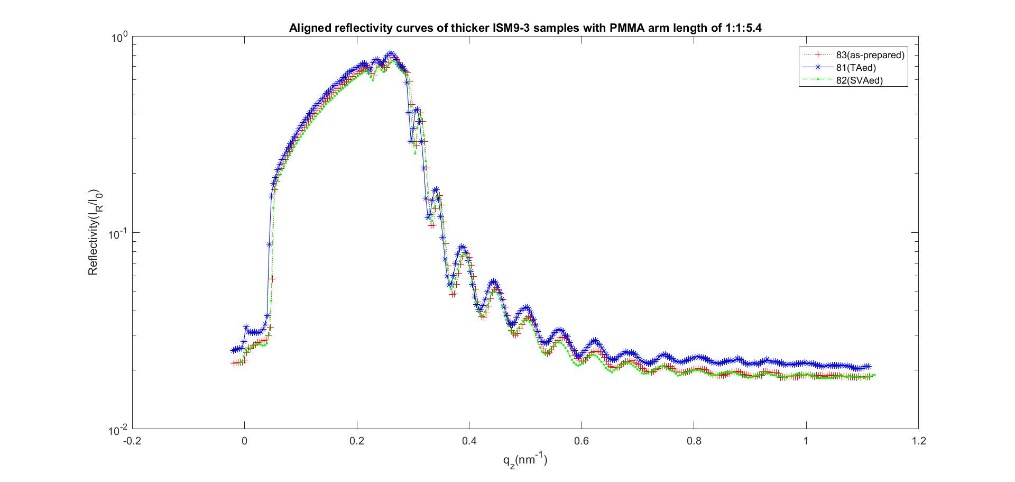 Aligned reflectivity curves of thicker ISM9-3 samples with PMMA arm length of 1:1:5.4
10⁰
83(as-prepared)
81(TAed)
82(SVAed)
Reflectivity(I_R/I_0)
10⁻¹
10⁻²
-0.2 0 0.2 0.4 0.6 0.8 1 1.2
q_z(nm⁻¹)